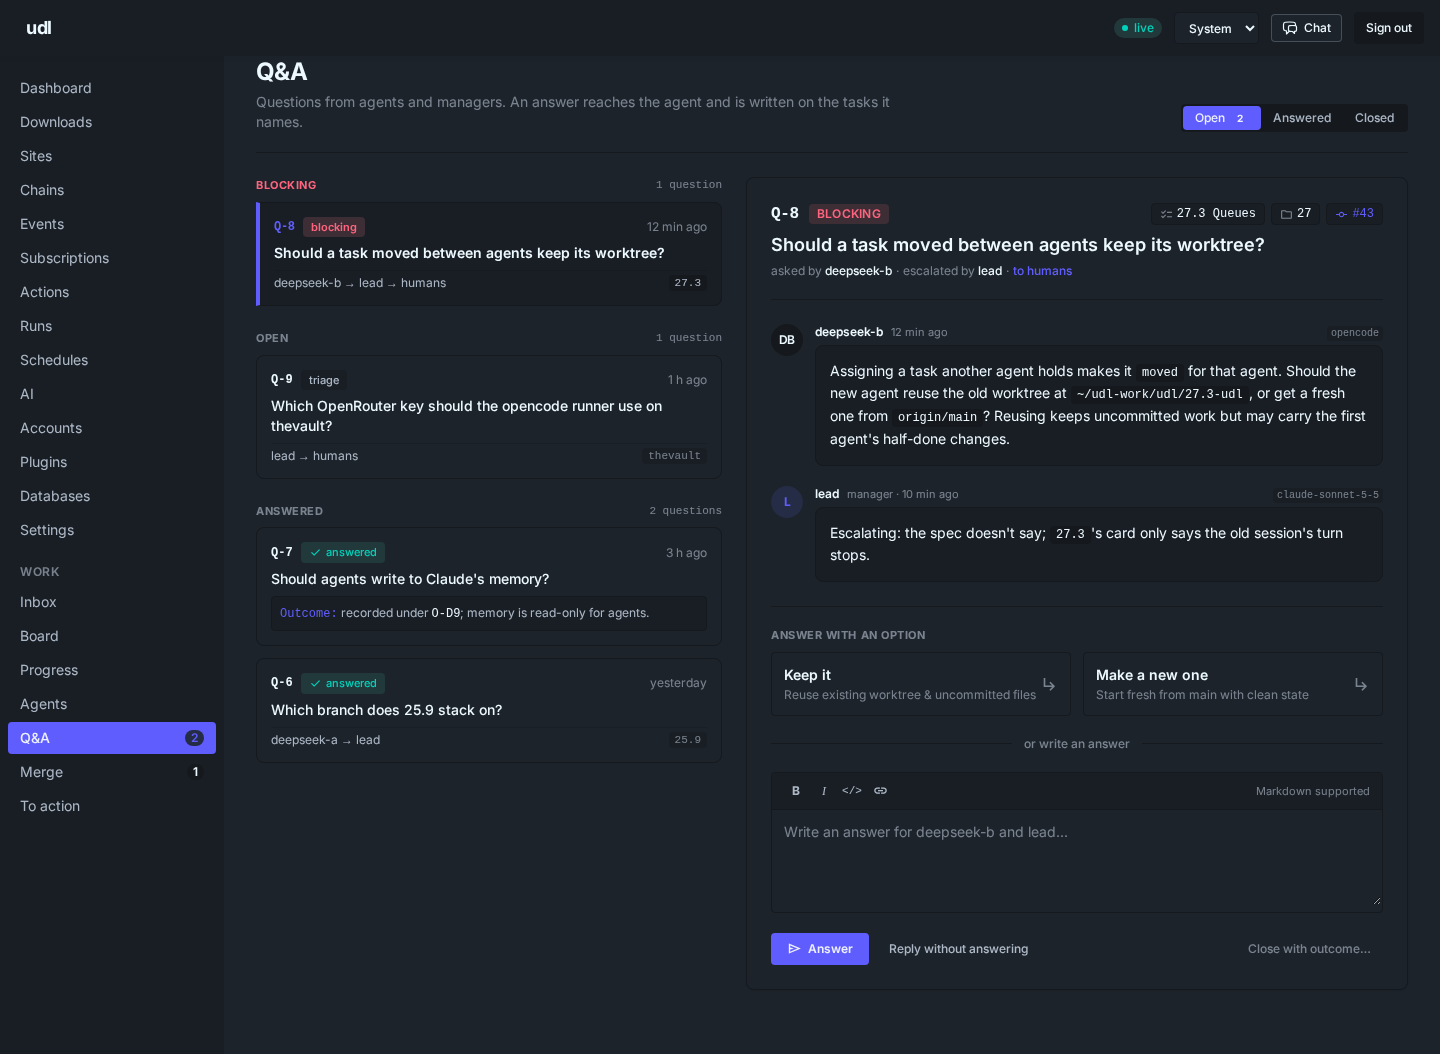 udl
live
System
Chat
Sign out
Dashboard
Downloads
Sites
Chains
Events
Subscriptions
Actions
Runs
Schedules
AI
Accounts
Plugins
Databases
Settings
WORK
Inbox
Board
Progress
Agents
Q&A 2
Merge 1
To action
Q&A
Questions from agents and managers. An answer reaches the agent and is written on the tasks it
names.
Open 2 Answered Closed
BLOCKING 1 question
Q-8 blocking 12 min ago
Should a task moved between agents keep its worktree?
deepseek-b → lead → humans 27.3
OPEN 1 question
Q-9 triage 1 h ago
Which OpenRouter key should the opencode runner use on
thevault?
lead → humans thevault
ANSWERED 2 questions
Q-7 answered 3 h ago
Should agents write to Claude's memory?
Outcome: recorded under O-D9; memory is read-only for agents.
Q-6 answered yesterday
Which branch does 25.9 stack on?
deepseek-a → lead 25.9
Q-8 BLOCKING 27.3 Queues 27 #43
Should a task moved between agents keep its worktree?
asked by deepseek-b · escalated by lead · to humans
DB
deepseek-b 12 min ago opencode
Assigning a task another agent holds makes it moved for that agent. Should the
new agent reuse the old worktree at ~/udl-work/udl/27.3-udl , or get a fresh
one from origin/main ? Reusing keeps uncommitted work but may carry the first
agent's half-done changes.
L
lead manager · 10 min ago claude-sonnet-5-5
Escalating: the spec doesn't say; 27.3 's card only says the old session's turn
stops.
ANSWER WITH AN OPTION
Keep it
Reuse existing worktree & uncommitted files
Make a new one
Start fresh from main with clean state
or write an answer
B I </> Markdown supported
Write an answer for deepseek-b and lead...
Answer Reply without answering Close with outcome...